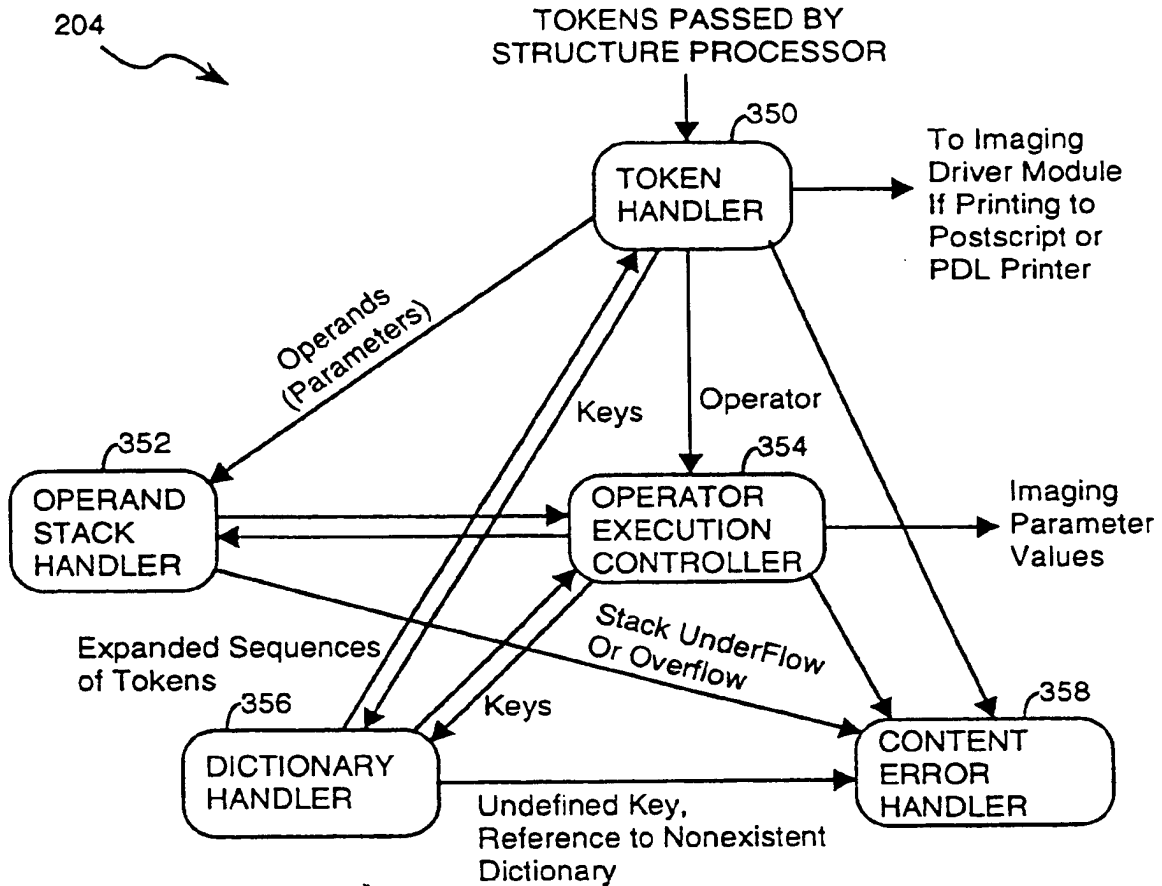 204
TOKENS PASSED BY
STRUCTURE PROCESSOR
350
TOKEN
HANDLER
To Imaging
Driver Module
If Printing to
Postscript or
PDL Printer
Operands
(Parameters)
Keys
Operator
352
OPERAND
STACK
HANDLER
354
OPERATOR
EXECUTION
CONTROLLER
Imaging
Parameter
Values
Expanded Sequences
of Tokens
Stack UnderFlow
Or Overflow
Keys
356
DICTIONARY
HANDLER
358
CONTENT
ERROR
HANDLER
Undefined Key,
Reference to Nonexistent
Dictionary